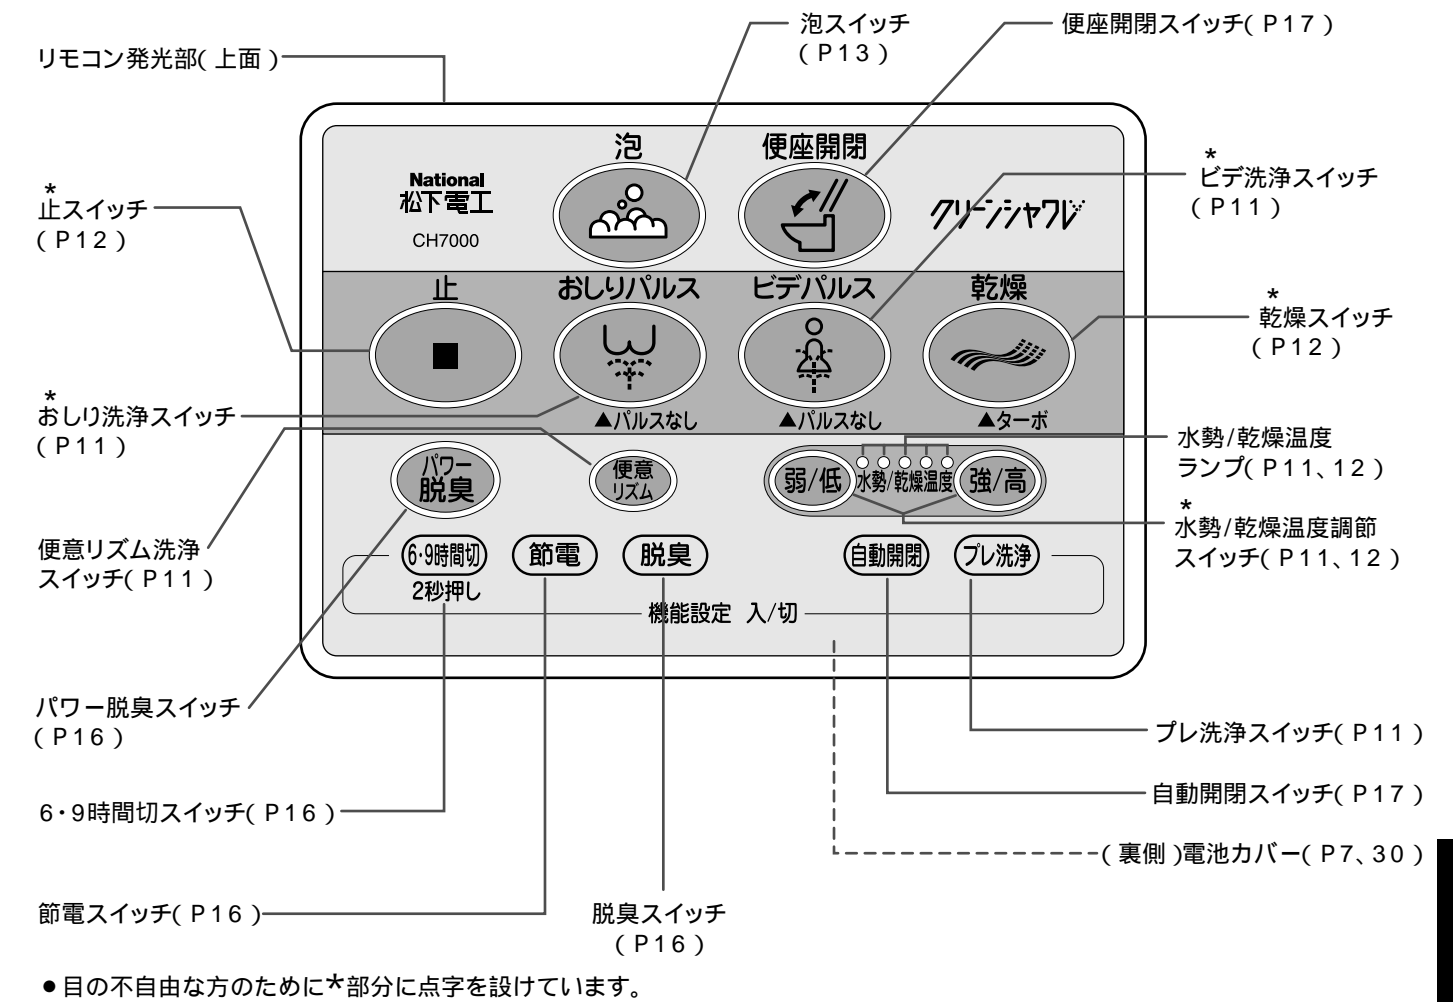 泡スイッチ
( P13 )
便座開閉スイッチ( P17 )
リモコン発光部( 上面 )
泡
便座開閉
National
松下電工
CH7000
クリーンシャワレ
*
止スイッチ
( P12 )
*
ビデ洗浄スイッチ
( P11 )
止
おしりパルス
ビデパルス
乾燥
*
乾燥スイッチ
( P12 )
▲パルスなし
▲パルスなし
▲ターボ
*
おしり洗浄スイッチ
( P11 )
水勢/乾燥温度
ランプ( P11、12 )
パワー
脱臭
便意
リズム
弱/低
水勢/乾燥温度
強/高
*
水勢/乾燥温度調節
スイッチ( P11、12 )
便意リズム洗浄
スイッチ( P11 )
6・9時間切
節電
脱臭
自動開閉
プレ洗浄
2秒押し
機能設定 入/切
パワー脱臭スイッチ
( P16 )
プレ洗浄スイッチ( P11 )
6・9時間切スイッチ( P16 )
自動開閉スイッチ( P17 )
( 裏側 )電池カバー( P7、30 )
節電スイッチ( P16 )
脱臭スイッチ
( P16 )
●目の不自由な方のために*部分に点字を設けています。